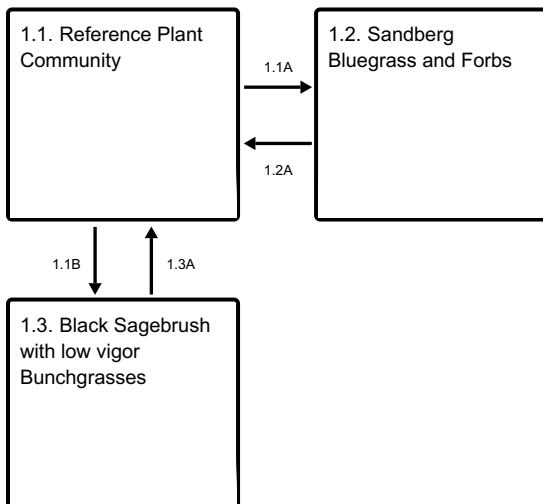 1.1. Reference Plant
Community
1.1A
1.2. Sandberg
Bluegrass and Forbs
1.2A
1.1B
1.3A
1.3. Black Sagebrush
with low vigor
Bunchgrasses